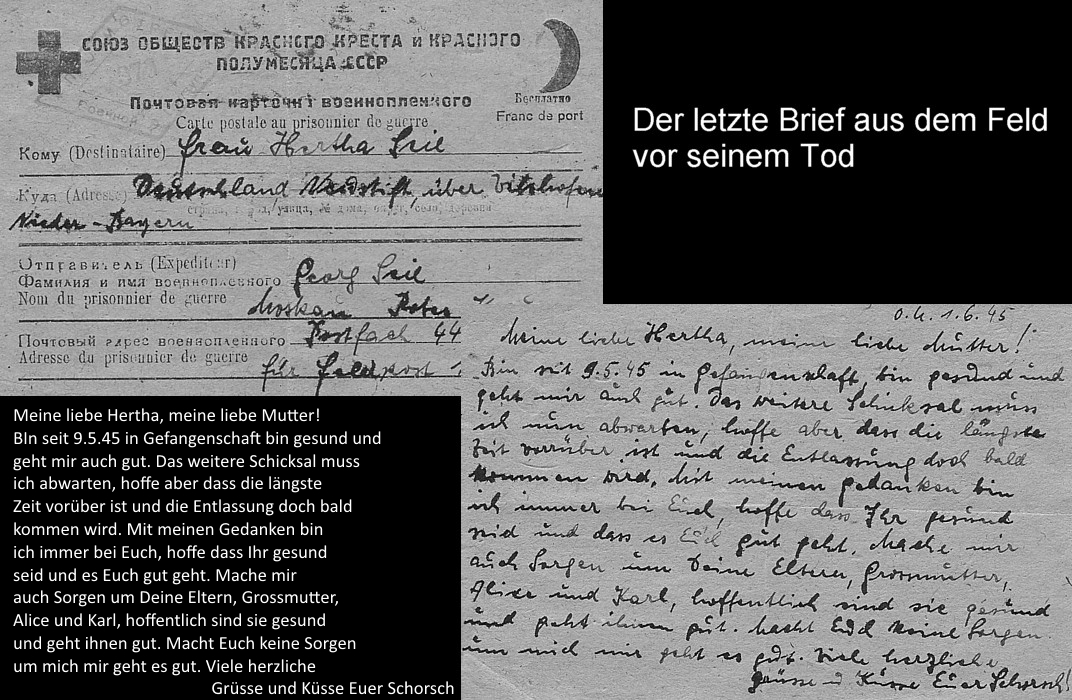 СОЮЗ ОБЩЕСТВ КРАСНОГО КРЕСТА и КРАСНОГО
ПОЛУМЕСЯЦА СССР
Почтовая карточка военнопленного
Бесплатно
Carte postale au prisonnier de guerre
Franc de port
Кому (Destinataire) Frau Hertha Seil
Куда (Adresse) Deutschland, Neustift, über Vilshofen
страна, город, улица, № дома, округ, село, деревня
Nieder-Bayern
Отправитель (Expediteur)
Фамилия и имя военнопленного Georg Seil
Nom du prisonnier de guerre
Moskau Rotes
Почтовый адрес военнопленного Postfach 44
Adresse du prisonnier de guerre
für Feldpost
Der letzte Brief aus dem Feld
vor seinem Tod
O.U. 1.6.45
Meine liebe Hertha, meine liebe Mutter!
Bin seit 9.5.45 in Gefangenschaft, bin gesund und
geht mir auch gut. Das weitere Schicksal muss
ich nun abwarten, hoffe aber dass die längste
Zeit vorrüber ist und die Entlassung doch bald
kommen wird. Mit meinen Gedanken bin
ich immer bei Euch, hoffe dass Ihr gesund
seid und dass es Euch gut geht. Mache mir
auch Sorgen um Deine Eltern, Grossmutter,
Alice und Karl, hoffentlich sind sie gesund
und geht ihnen gut. Macht Euch keine Sorgen
um mich mir geht es gut. Viele herzliche
Grüsse u Küsse Euer Schorsch!
Meine liebe Hertha, meine liebe Mutter!
BIn seit 9.5.45 in Gefangenschaft bin gesund und
geht mir auch gut. Das weitere Schicksal muss
ich abwarten, hoffe aber dass die längste
Zeit vorüber ist und die Entlassung doch bald
kommen wird. Mit meinen Gedanken bin
ich immer bei Euch, hoffe dass Ihr gesund
seid und es Euch gut geht. Mache mir
auch Sorgen um Deine Eltern, Grossmutter,
Alice und Karl, hoffentlich sind sie gesund
und geht ihnen gut. Macht Euch keine Sorgen
um mich mir geht es gut. Viele herzliche
Grüsse und Küsse Euer Schorsch